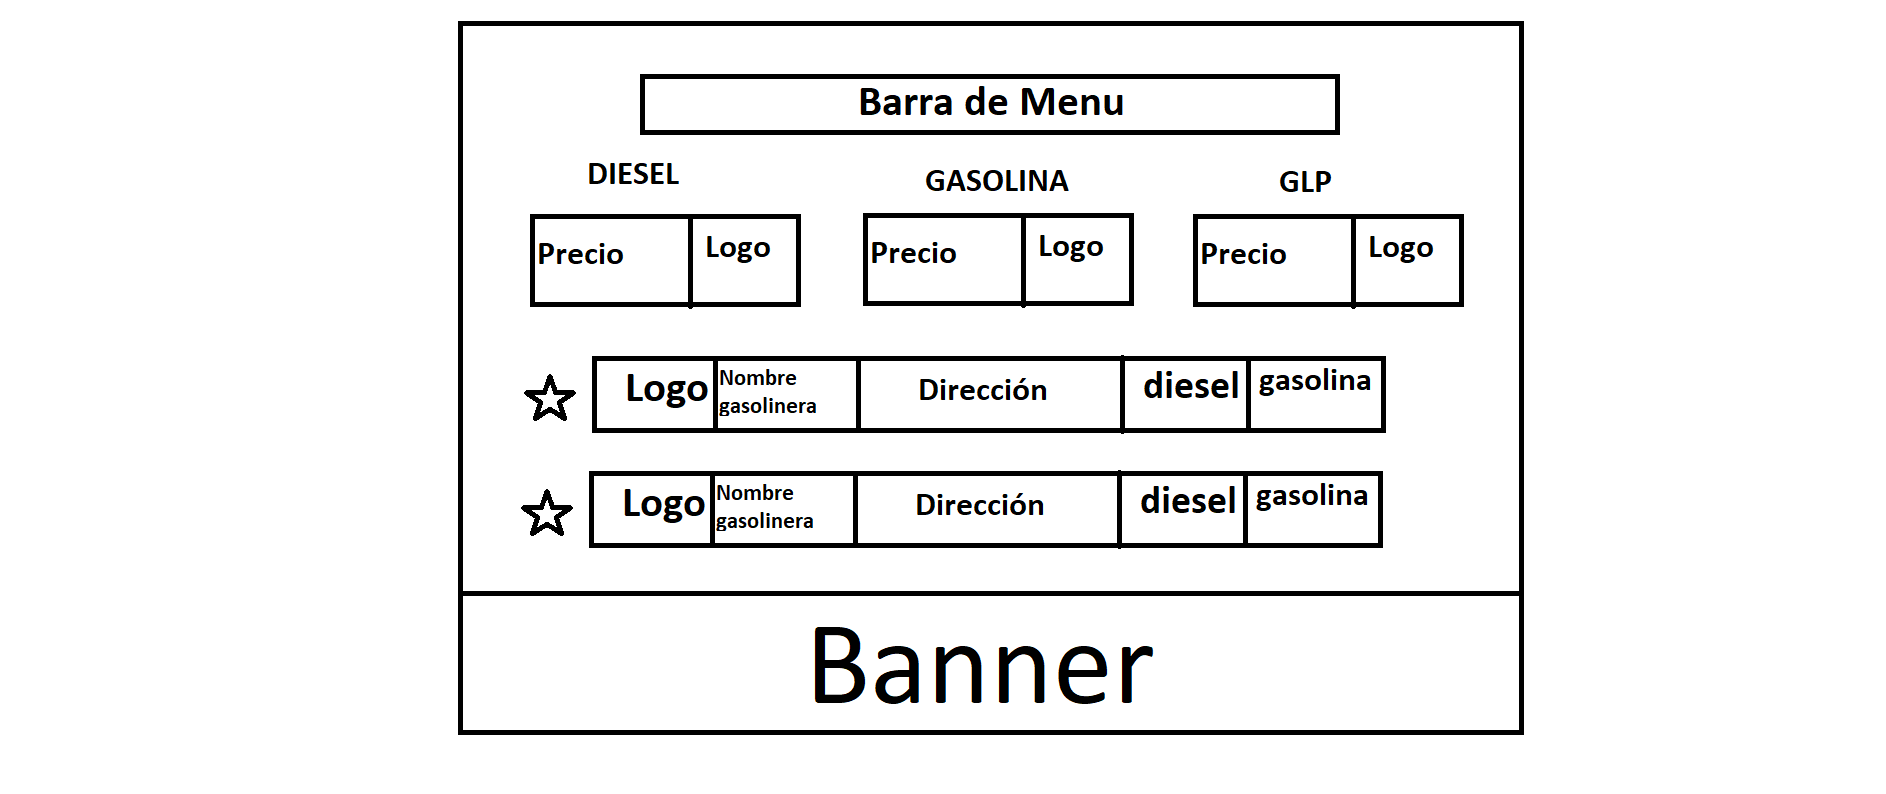 Barra de Menu
DIESEL
GASOLINA
GLP
Precio
Logo
Precio
Logo
Precio
Logo
Logo
Nombre
gasolinera
Dirección
diesel
gasolina
Logo
Nombre
gasolinera
Dirección
diesel
gasolina
Banner